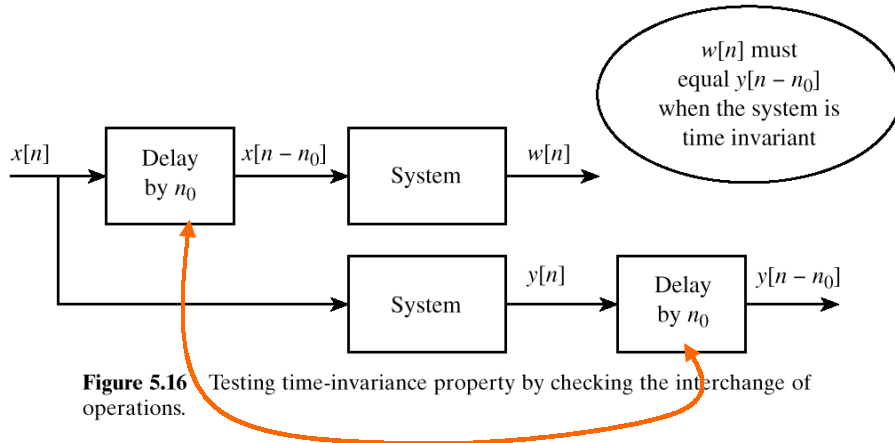 w[n] must
equal y[n − n₀]
when the system is
time invariant
x[n]
Delay
by n₀
x[n − n₀]
System
w[n]
System
y[n]
Delay
by n₀
y[n − n₀]
Figure 5.16 Testing time-invariance property by checking the interchange of
operations.